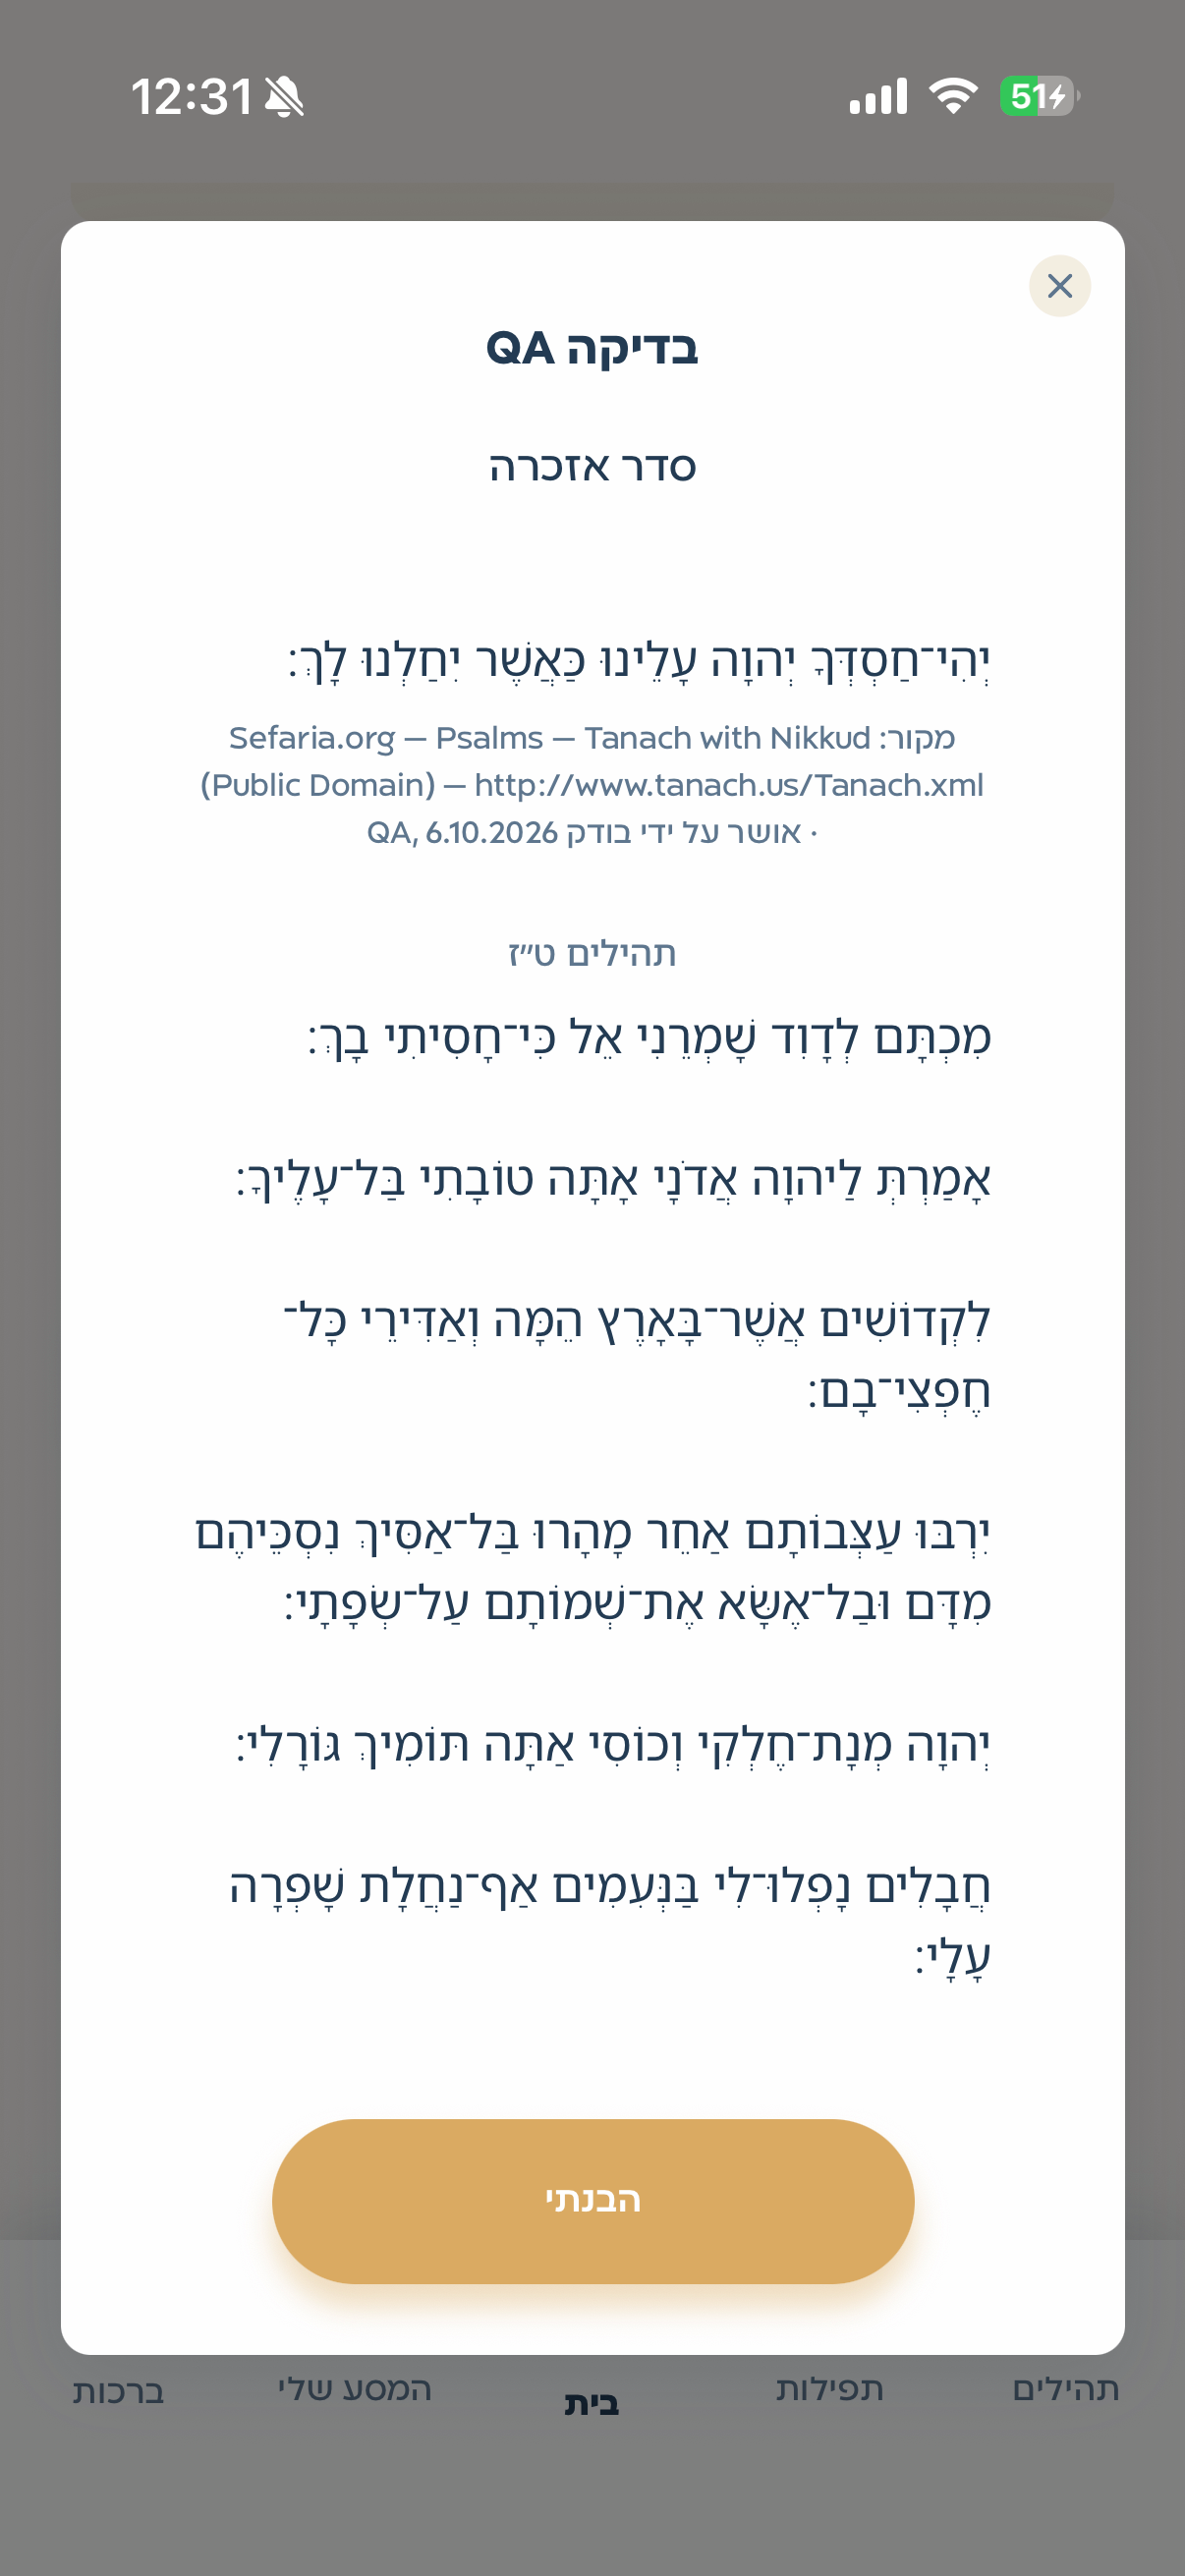 12:31
51
בדיקה QA
סדר אזכרה
יְהִי־חַסְדְּךָ יְהוָה עָלֵינוּ כַּאֲשֶׁר יִחַלְנוּ לָךְ׃
מקור: Sefaria.org — Psalms — Tanach with Nikkud
(Public Domain) — http://www.tanach.us/Tanach.xml
· אושר על ידי בודק QA, 6.10.2026
תהילים ט״ז
מִכְתָּם לְדָוִד שָׁמְרֵנִי אֵל כִּי־חָסִיתִי בָךְ׃
אָמַרְתְּ לַיהוָה אֲדֹנָי אָתָּה טוֹבָתִי בַּל־עָלֶיךָ׃
לִקְדוֹשִׁים אֲשֶׁר־בָּאָרֶץ הֵמָּה וְאַדִּירֵי כָּל־
חֶפְצִי־בָם׃
יִרְבּוּ עַצְּבוֹתָם אַחֵר מָהָרוּ בַּל־אַסִּיךְ נִסְכֵּיהֶם
מִדָּם וּבַל־אֶשָּׂא אֶת־שְׁמוֹתָם עַל־שְׂפָתָי׃
יְהוָה מְנָת־חֶלְקִי וְכוֹסִי אַתָּה תּוֹמִיךְ גּוֹרָלִי׃
חֲבָלִים נָפְלוּ־לִי בַּנְּעִמִים אַף־נַחֲלָת שָׁפְרָה
עָלָי׃
הבנתי
תהילים
תפילות
בית
המסע שלי
ברכות